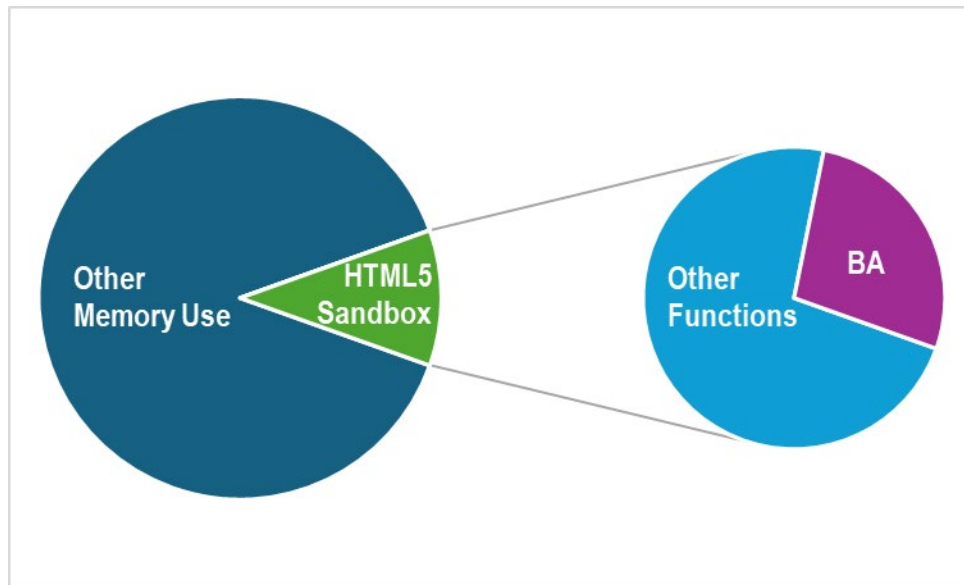 Other
Memory Use
HTML5
Sandbox
Other
Functions
BA